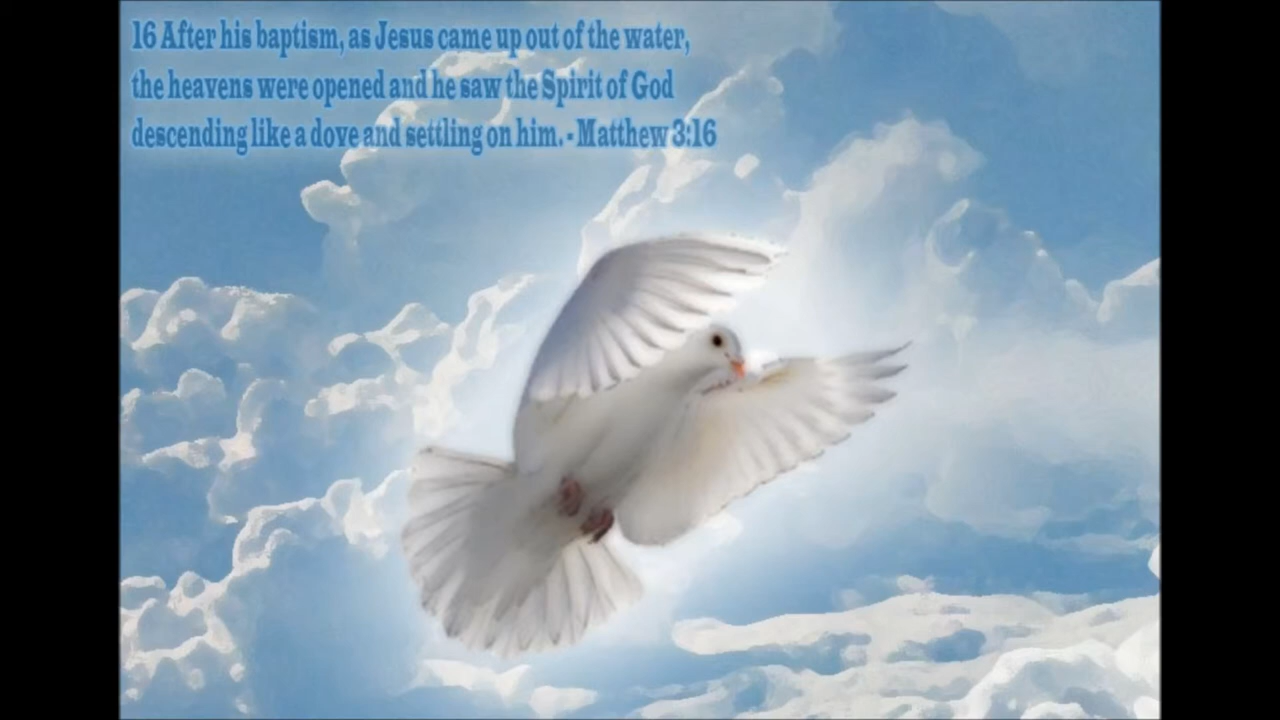 16 After his baptism, as Jesus came up out of the water,
the heavens were opened and he saw the Spirit of God
descending like a dove and settling on him. - Matthew 3:16